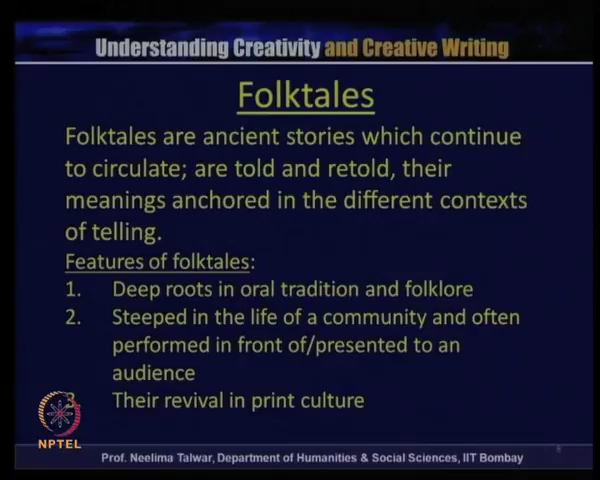 Understanding Creativity and Creative Writing
Folktales
Folktales are ancient stories which continue
to circulate; are told and retold, their
meanings anchored in the different contexts
of telling.
Features of folktales:
1. Deep roots in oral tradition and folklore
2. Steeped in the life of a community and often
performed in front of/presented to an
audience
3. Their revival in print culture
NPTEL
Prof. Neelima Talwar, Department of Humanities & Social Sciences, IIT Bombay